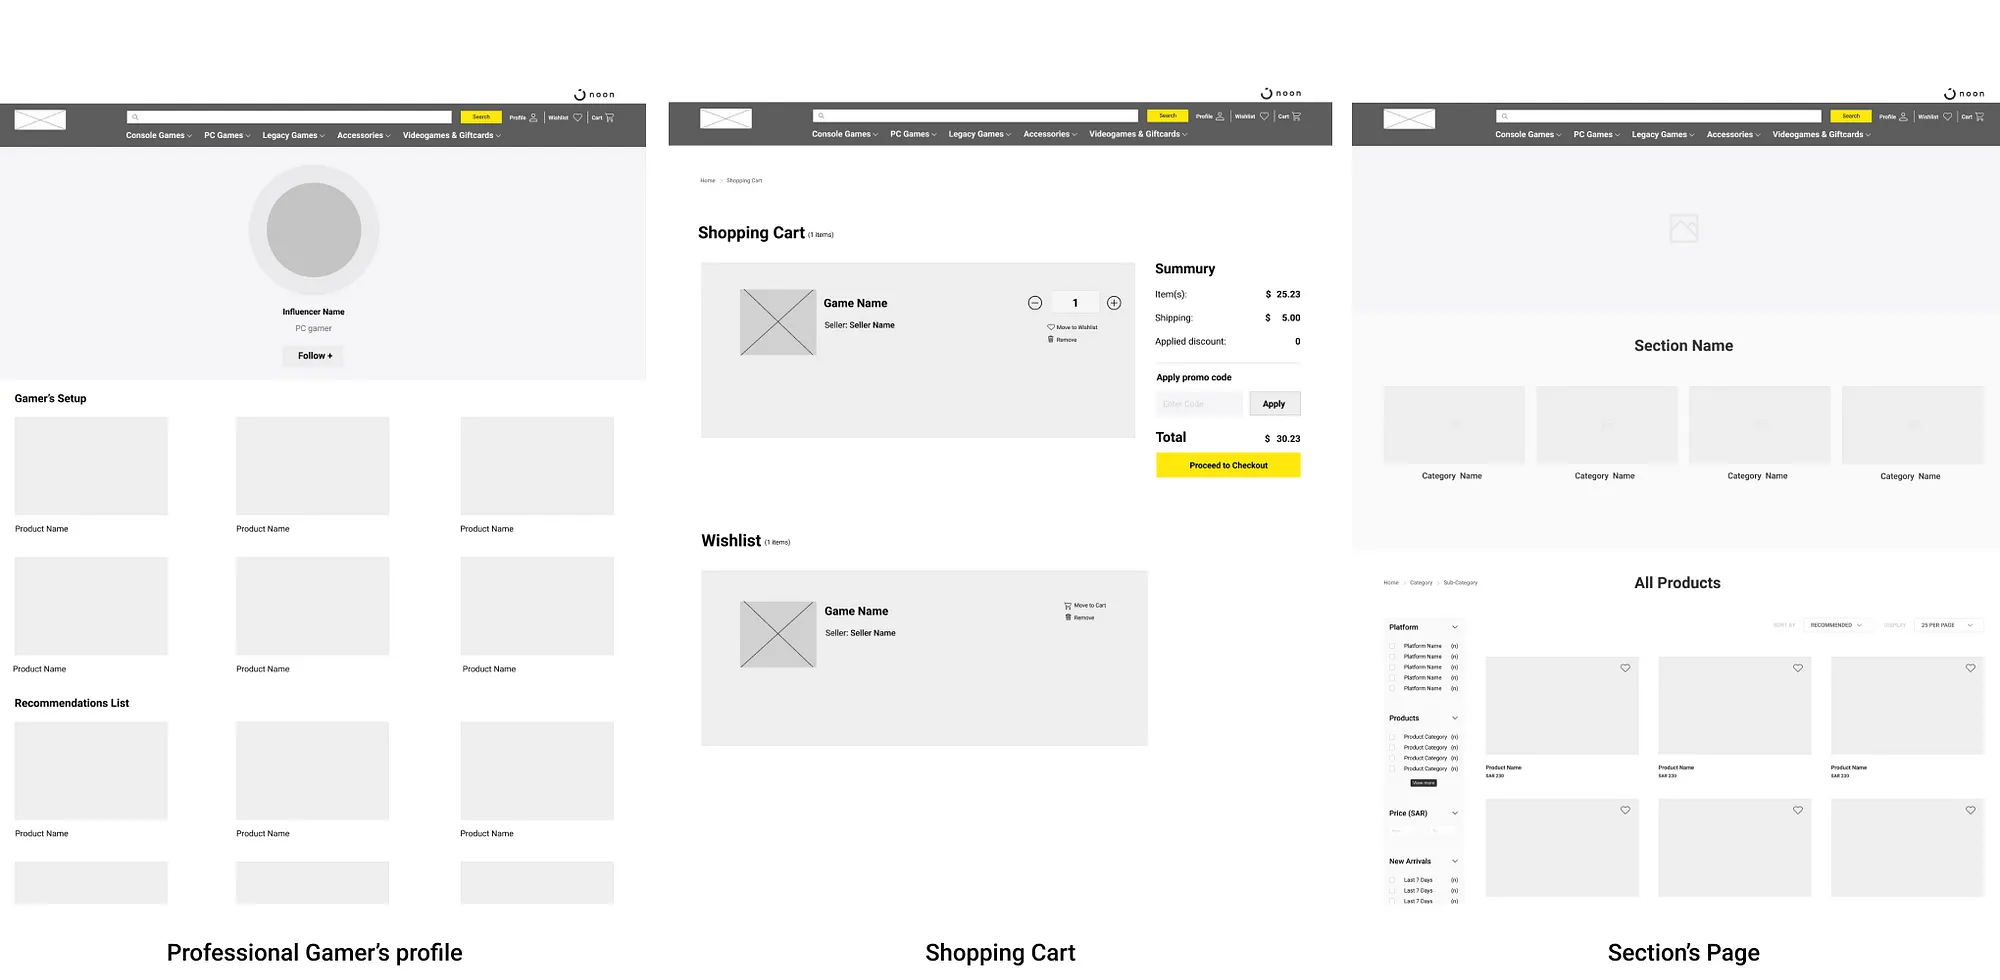 noon
Search
Profile
Wishlist
Cart
Console Games
PC Games
Legacy Games
Accessories
Videogames & Giftcards
Influencer Name
PC gamer
Follow +
Gamer's Setup
Product Name
Product Name
Product Name
Product Name
Product Name
Product Name
Recommendations List
Product Name
Product Name
Product Name
Professional Gamer's profile
noon
Search
Profile
Wishlist
Cart
Console Games
PC Games
Legacy Games
Accessories
Videogames & Giftcards
Home > Shopping Cart
Shopping Cart (1 items)
Game Name
Seller: Seller Name
1
Move to Wishlist
Remove
Summury
Item(s): $ 25.23
Shipping: $ 5.00
Applied discount: 0
Apply promo code
Enter Code
Apply
Total $ 30.23
Proceed to Checkout
Wishlist (1 items)
Game Name
Seller: Seller Name
Move to Cart
Remove
Shopping Cart
noon
Search
Profile
Wishlist
Cart
Console Games
PC Games
Legacy Games
Accessories
Videogames & Giftcards
Section Name
Category Name
Category Name
Category Name
Category Name
Home > Category > Sub-Category
All Products
SORT BY
RECOMMENDED
DISPLAY
25 PER PAGE
Platform
Platform Name (n)
Platform Name (n)
Platform Name (n)
Platform Name (n)
Platform Name (n)
Products
Product Category (n)
Product Category (n)
Product Category (n)
Product Category (n)
View more
Price (SAR)
New Arrivals
Last 7 Days (n)
Last 7 Days (n)
Last 7 Days (n)
Product Name
SAR 230
Product Name
SAR 230
Product Name
SAR 230
Section's Page